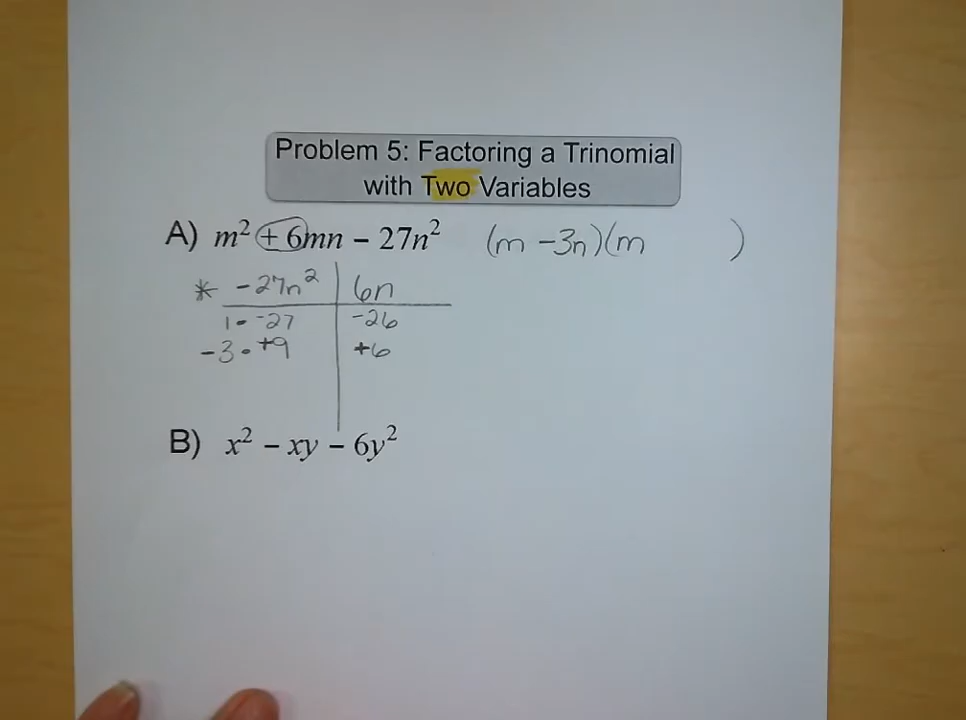 Problem 5: Factoring a Trinomial
with Two Variables
A) m² + 6mn – 27n² (m -3n)(m )
* -27n² | 6n
1 • -27 | -26
-3 • +9 | +6
B) x² – xy – 6y²